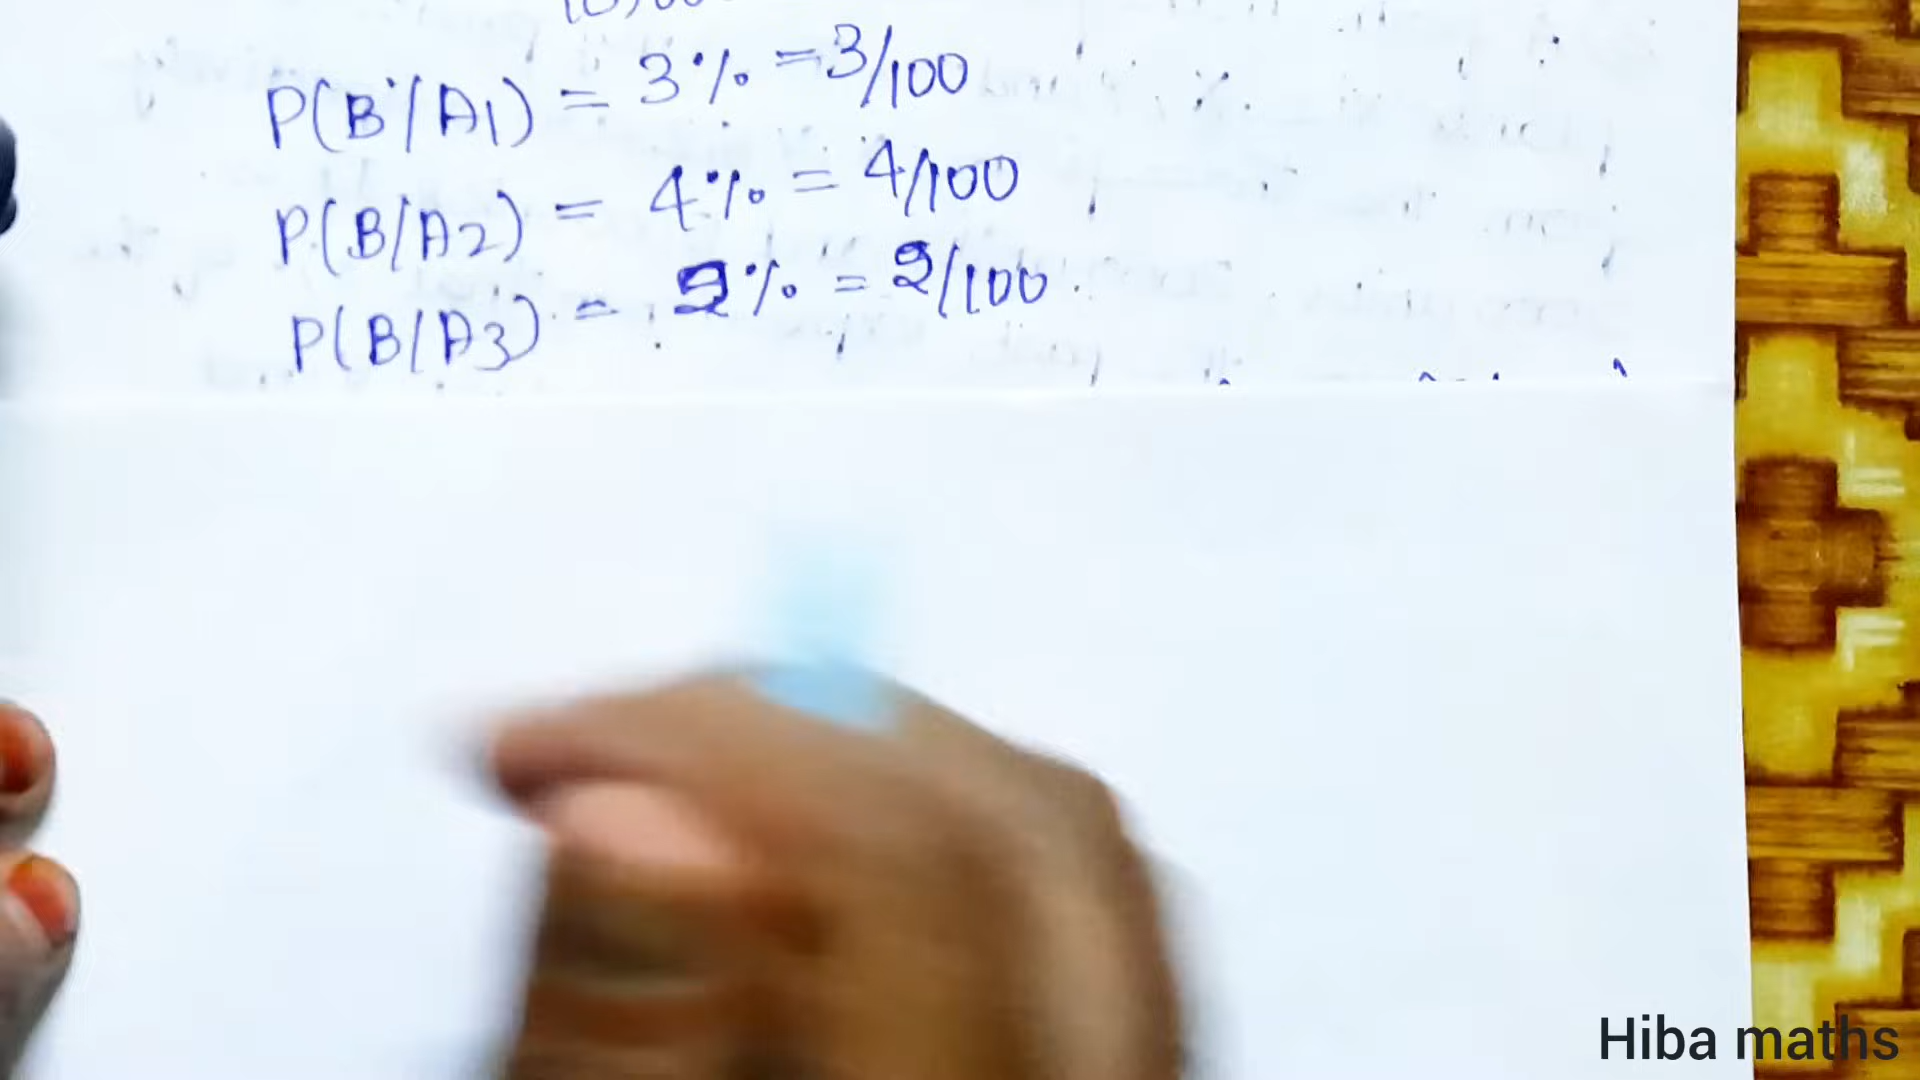 P(B/A1) = 3% = 3/100
P(B/A2) = 4% = 4/100
P(B/A3) = 2% = 2/100
Hiba maths